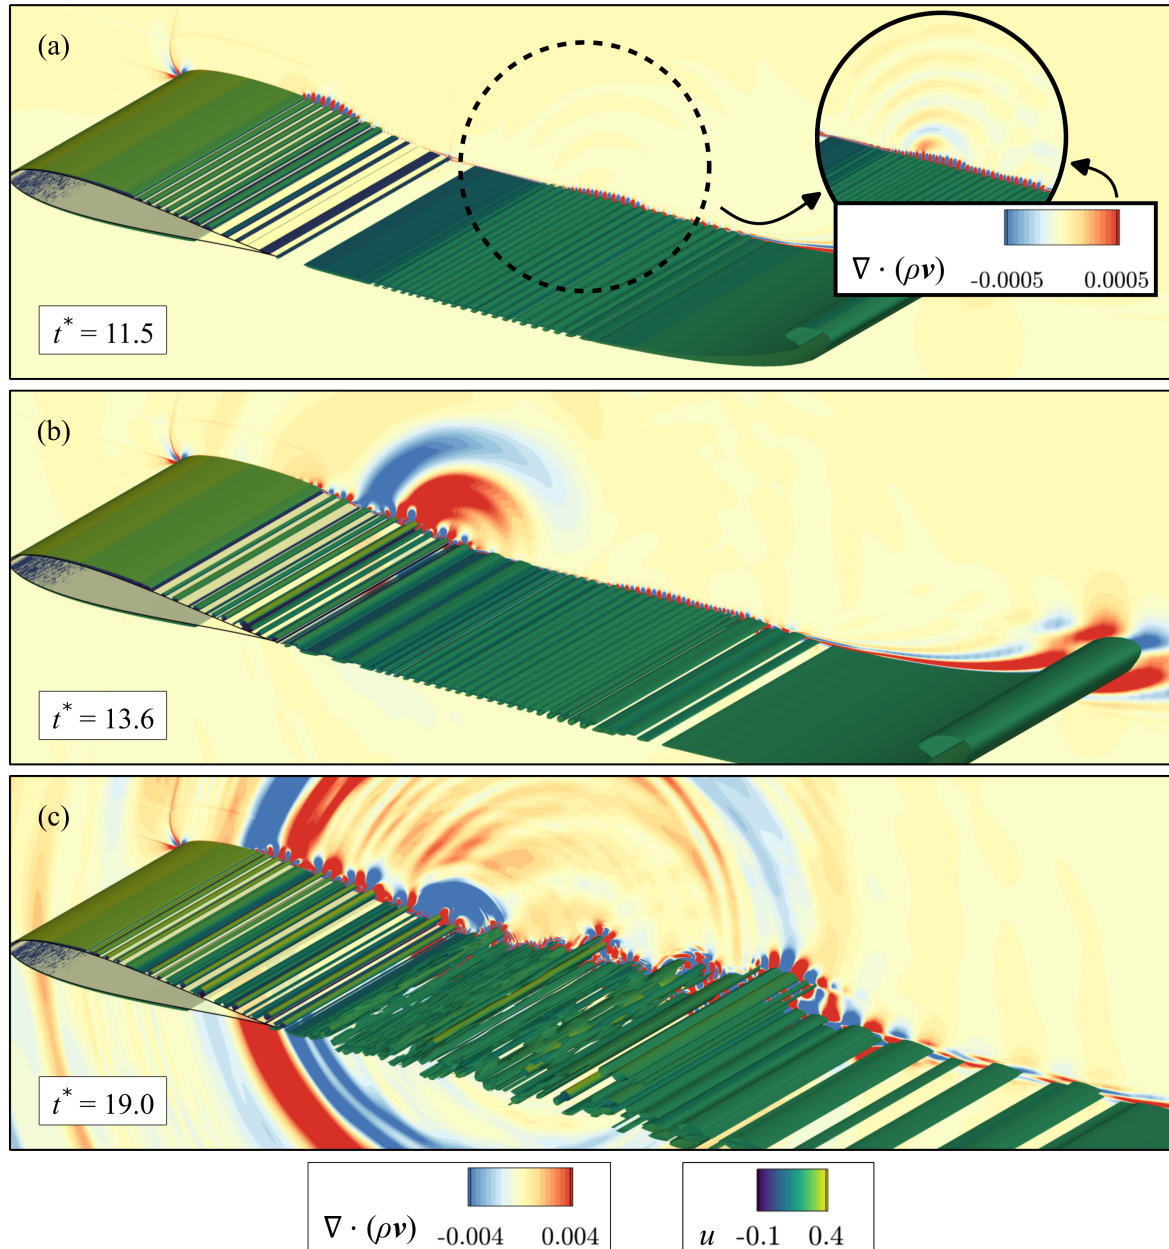 (a)
∇ · (ρv)
-0.0005 0.0005
t* = 11.5
(b)
t* = 13.6
(c)
t* = 19.0
∇ · (ρv) -0.004 0.004
u -0.1 0.4